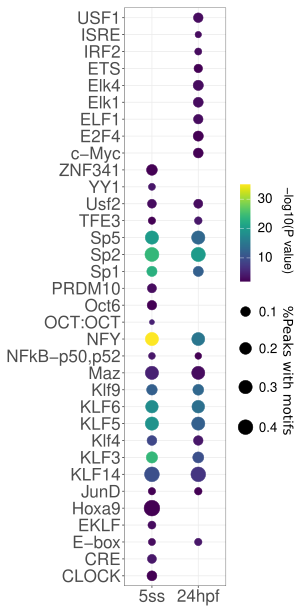 USF1
ISRE
IRF2
ETS
Elk4
Elk1
ELF1
E2F4
c−Myc
ZNF341
YY1
Usf2
TFE3
Sp5
Sp2
Sp1
PRDM10
Oct6
OCT:OCT
NFY
NFkB−p50,p52
Maz
Klf9
KLF6
KLF5
Klf4
KLF3
KLF14
JunD
Hoxa9
EKLF
E−box
CRE
CLOCK
5ss 24hpf
−log10(P value)
30
20
10
%Peaks with motifs
0.1
0.2
0.3
0.4